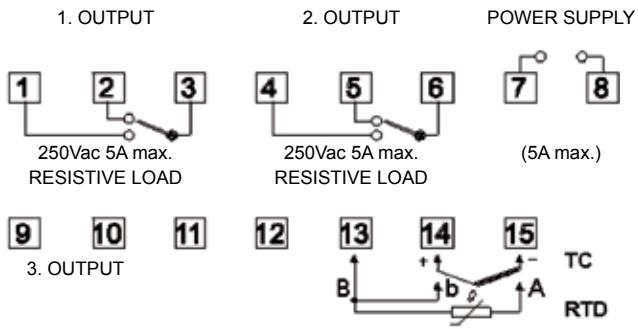 1. OUTPUT 2. OUTPUT POWER SUPPLY
1 2 3 4 5 6 7 8
250Vac 5A max. 250Vac 5A max. (5A max.)
RESISTIVE LOAD RESISTIVE LOAD
9 10 11 12 13 14 15
3. OUTPUT + − TC
B b A
RTD